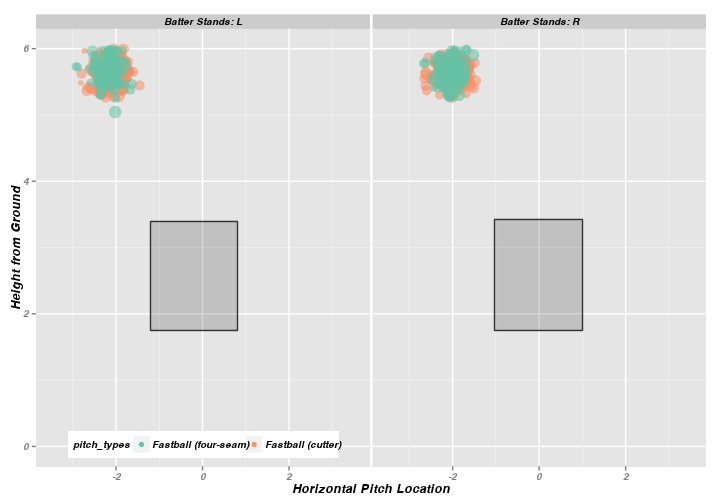 Batter Stands: L
Batter Stands: R
6
4
2
0
Height from Ground
pitch_types Fastball (four-seam) Fastball (cutter)
-2 0 2
-2 0 2
Horizontal Pitch Location